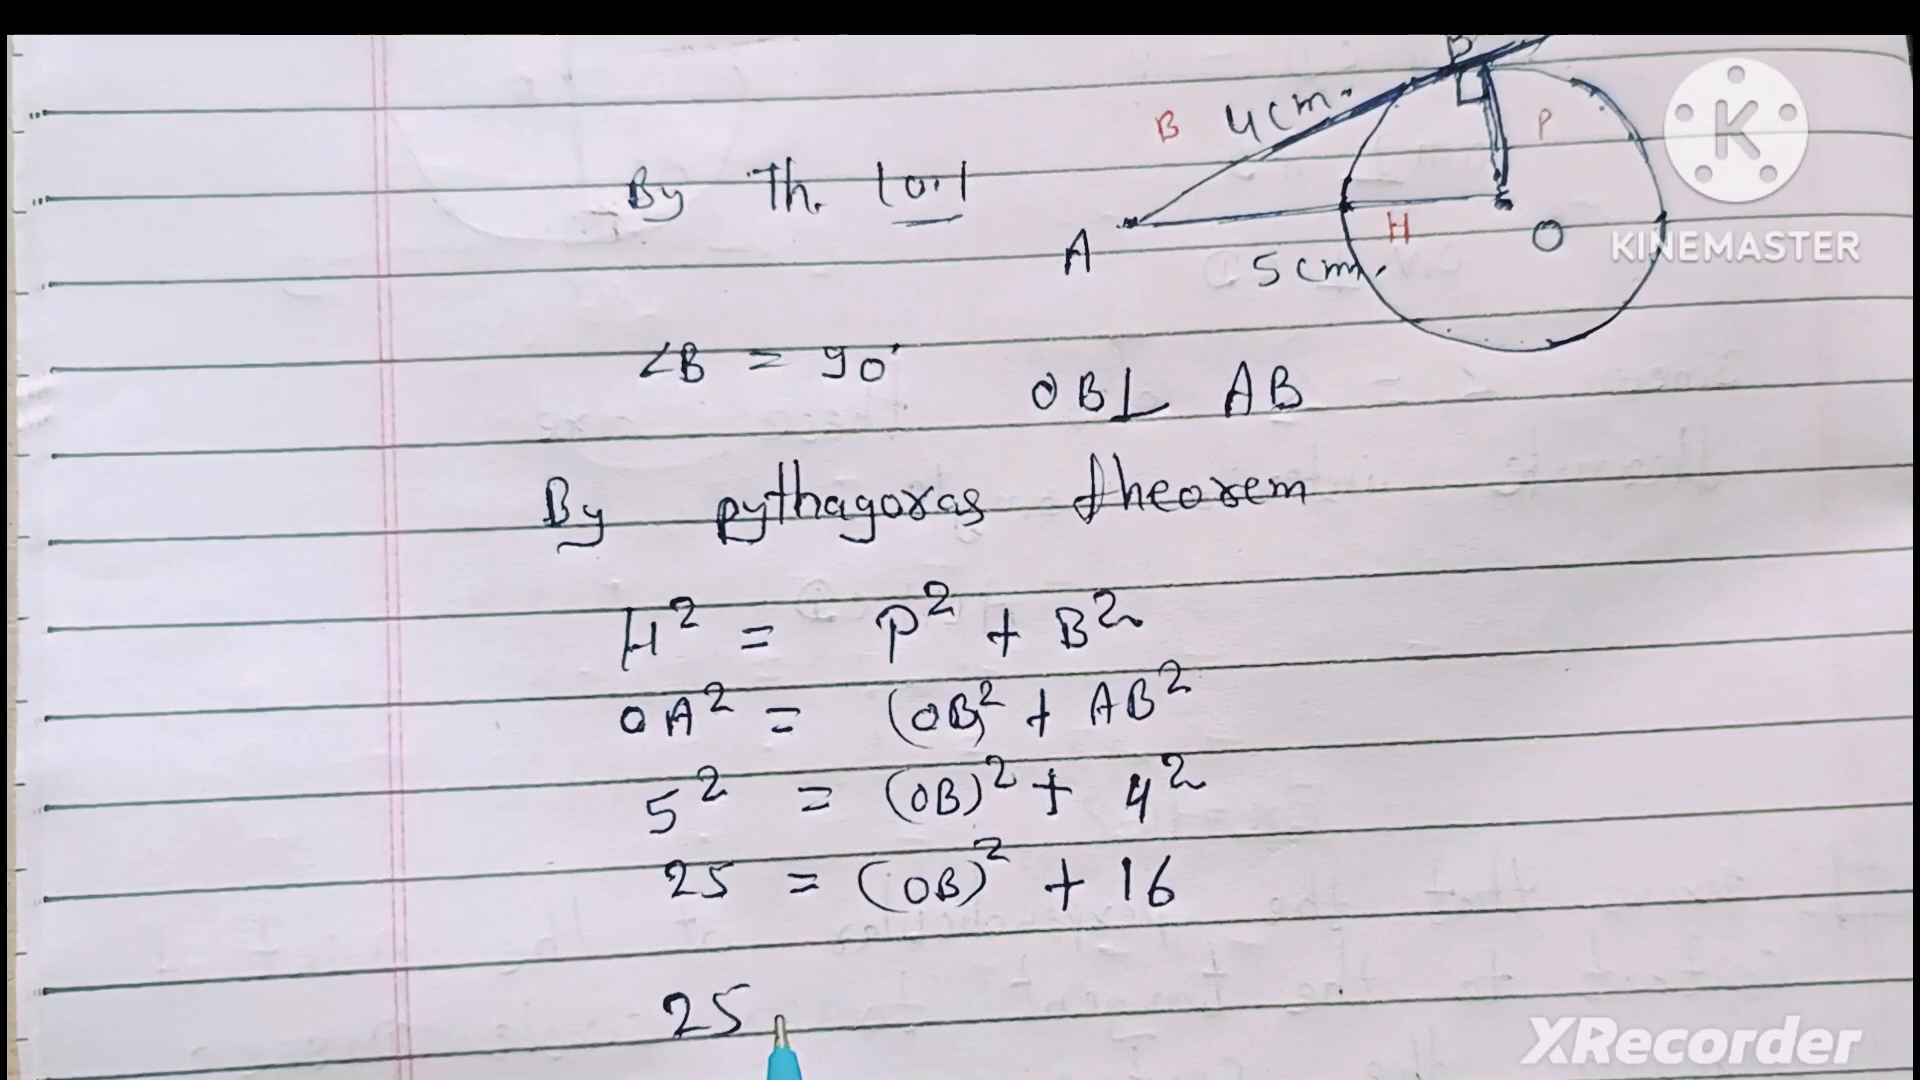 B
B 4cm. P
By Th. 10.1
A H O
5cm.
KINEMASTER
∠B = 90°
OB⊥ AB
By pythagoras theorem
H² = P² + B²
OA² = (OB)² + AB²
5² = (OB)² + 4²
25 = (OB)² + 16
25
XRecorder